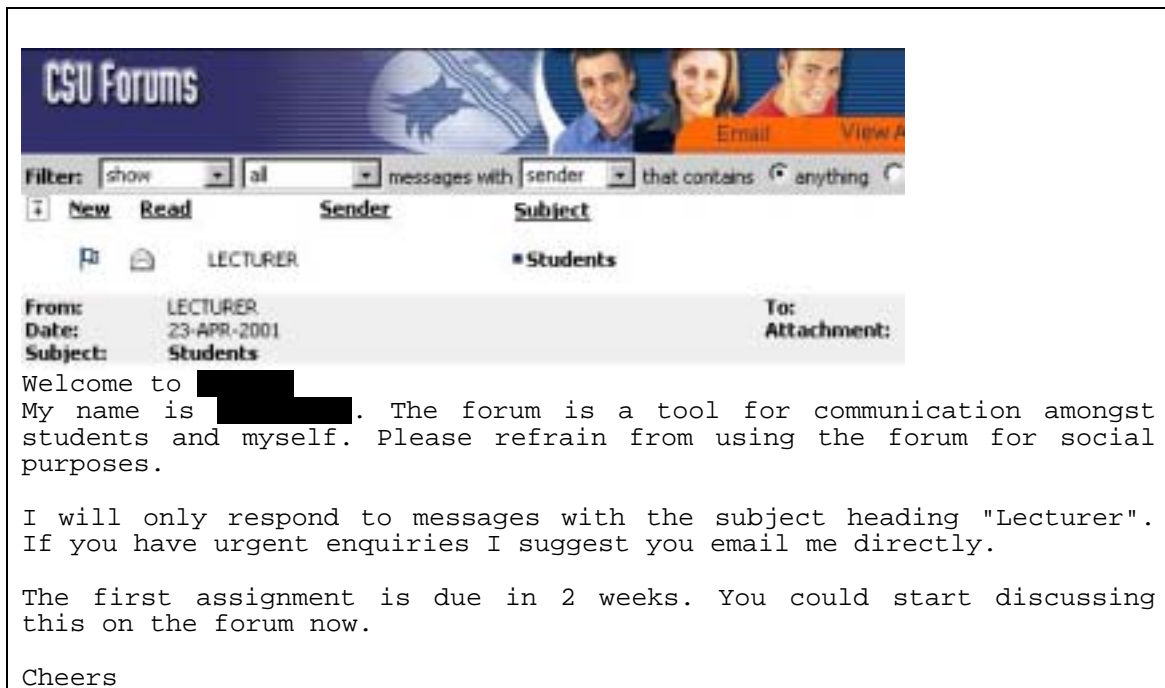 CSU Forums
Email View A
Filter: show all messages with sender that contains anything
New Read Sender Subject
LECTURER Students
From: LECTURER To:
Date: 23-APR-2001 Attachment:
Subject: Students
Welcome to
My name is . The forum is a tool for communication amongst
students and myself. Please refrain from using the forum for social
purposes.
I will only respond to messages with the subject heading "Lecturer".
If you have urgent enquiries I suggest you email me directly.
The first assignment is due in 2 weeks. You could start discussing
this on the forum now.
Cheers